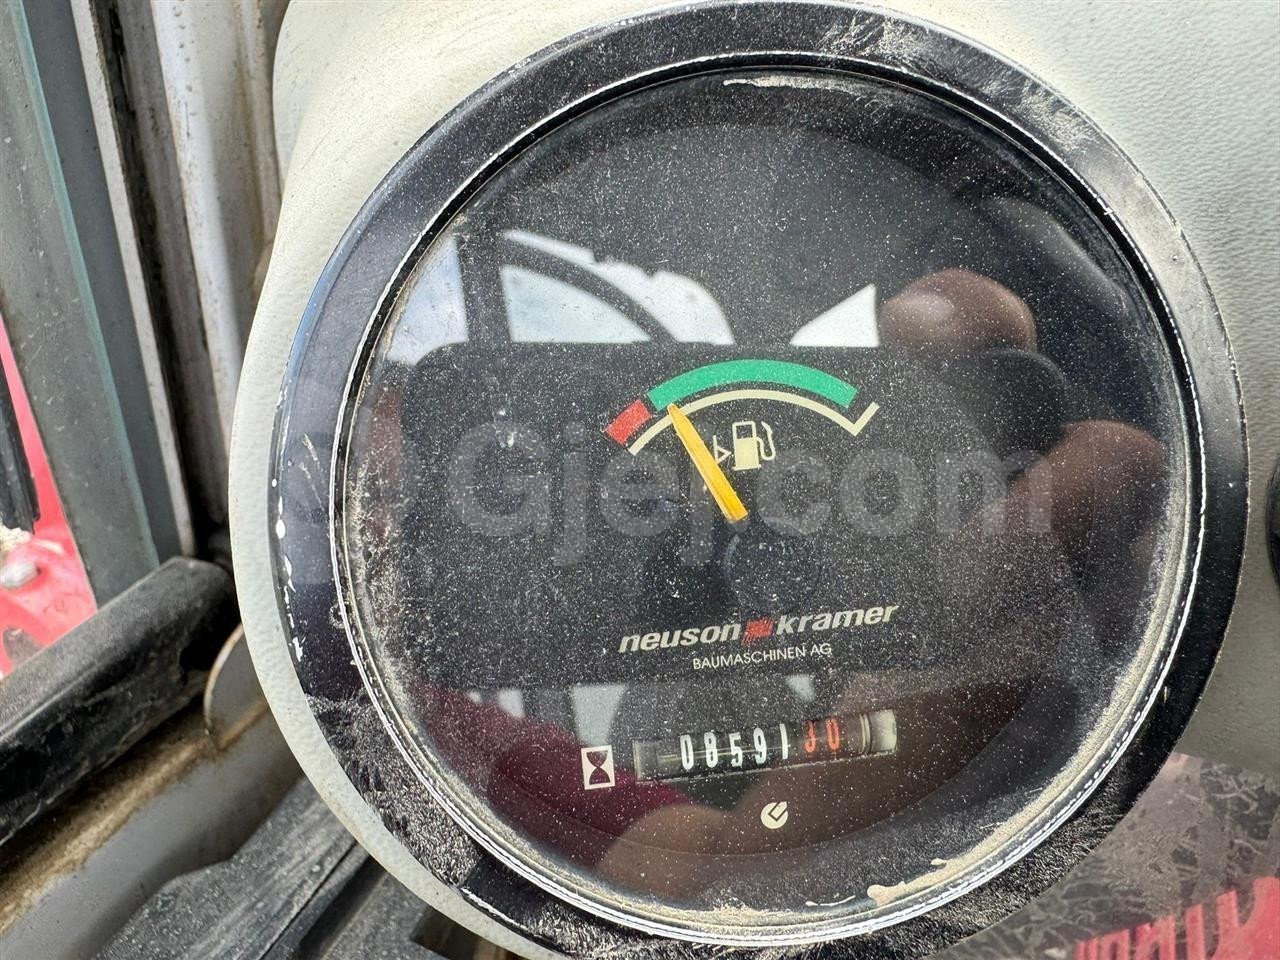 Gjej.com
neuson kramer
BAUMASCHINEN AG
0859130